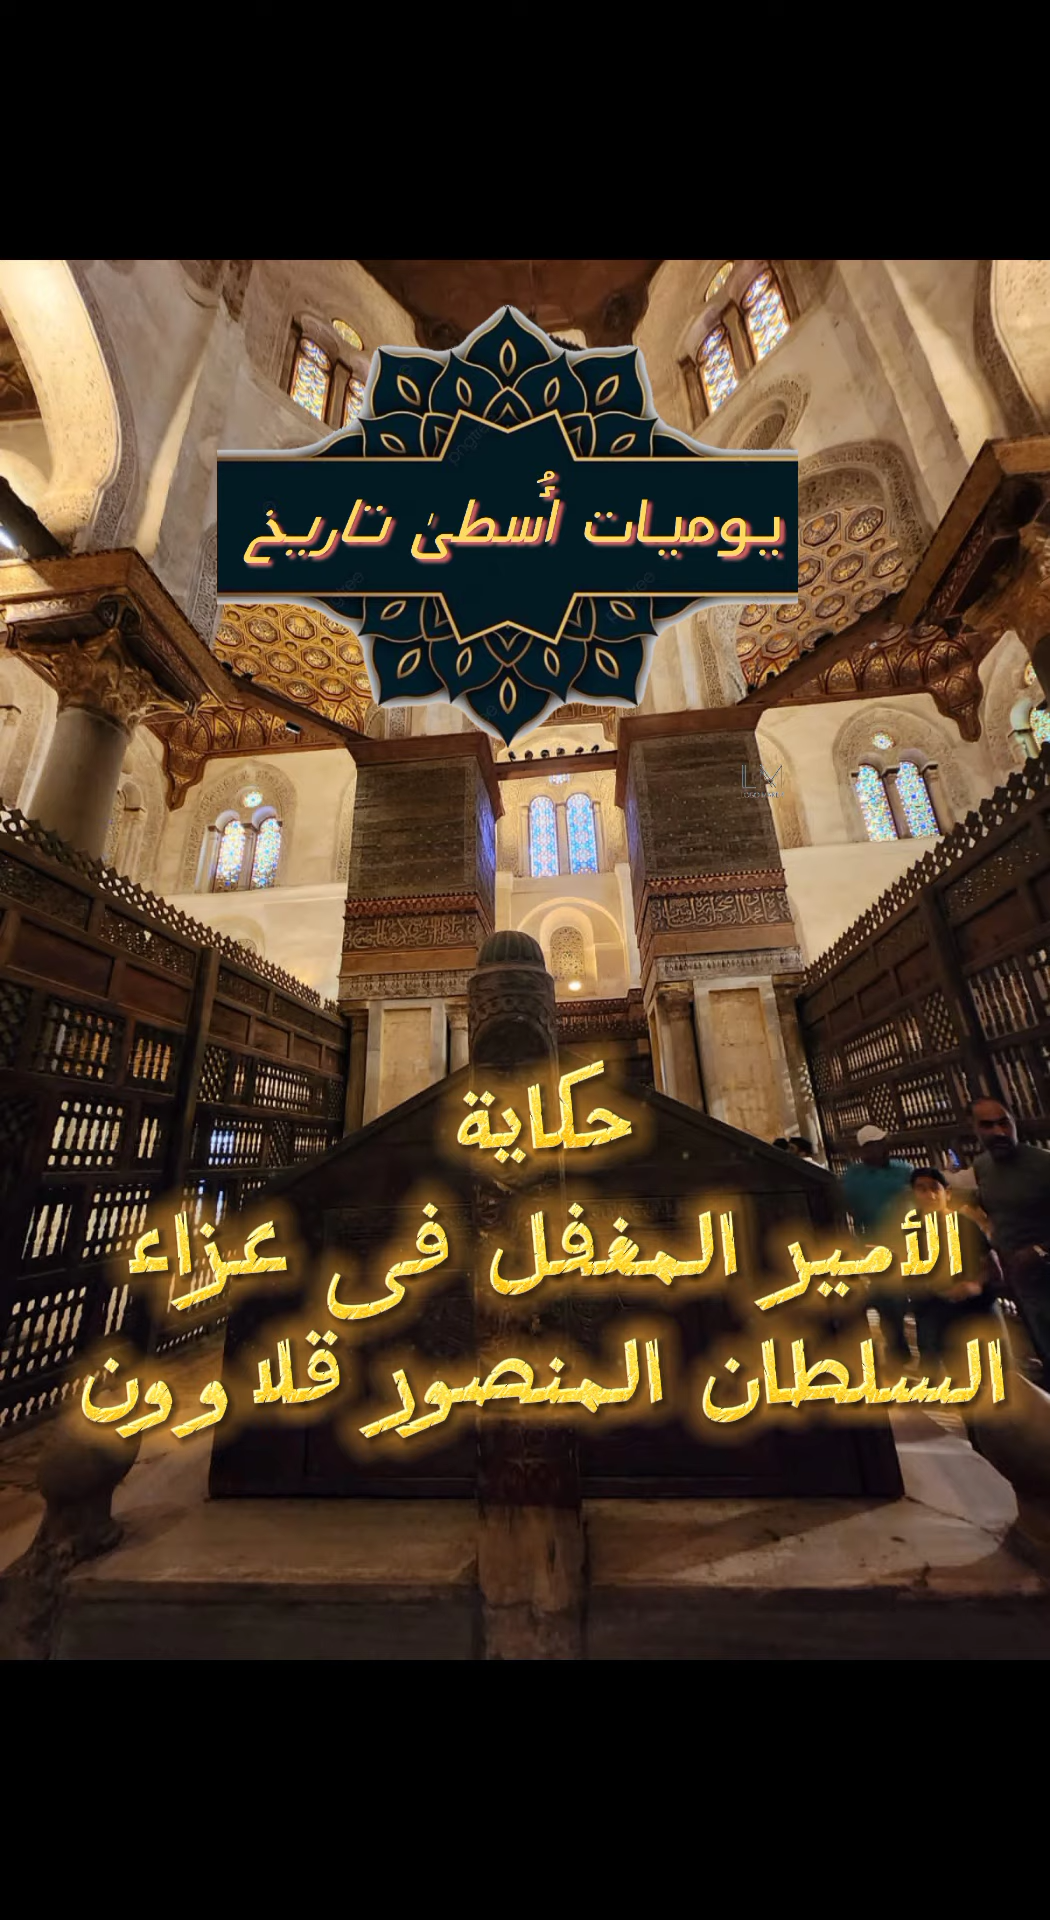 يوميات أُسطىٰ تاريخ
حكاية
الأمير المغفل فى عزاء
السلطان المنصور قلاوون